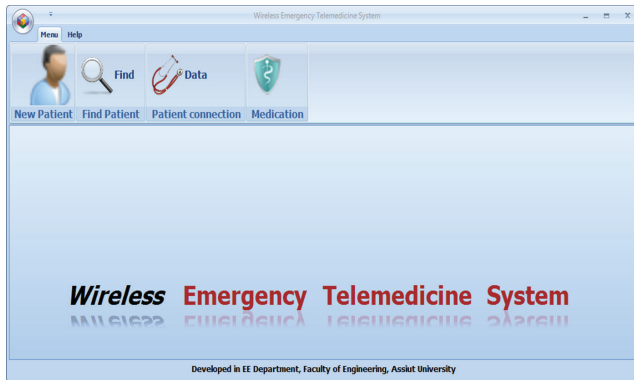 Wireless Emergency Telemedicine System
Menu Help
Find Data
New Patient Find Patient Patient connection Medication
Wireless Emergency Telemedicine System
Developed in EE Department, Faculty of Engineering, Assiut University